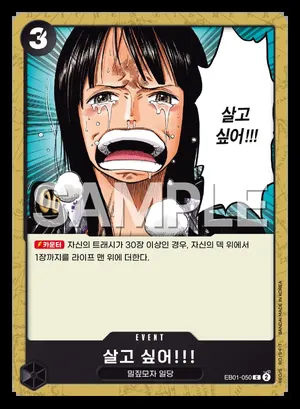 3
살고
싶어!!!
SAMPLE
카운터 자신의 트래시가 30장 이상인 경우, 자신의 덱 위에서
1장까지를 라이프 맨 위에 더한다.
EVENT
살고 싶어!!!
밀짚모자 일당
EB01-050 C 2